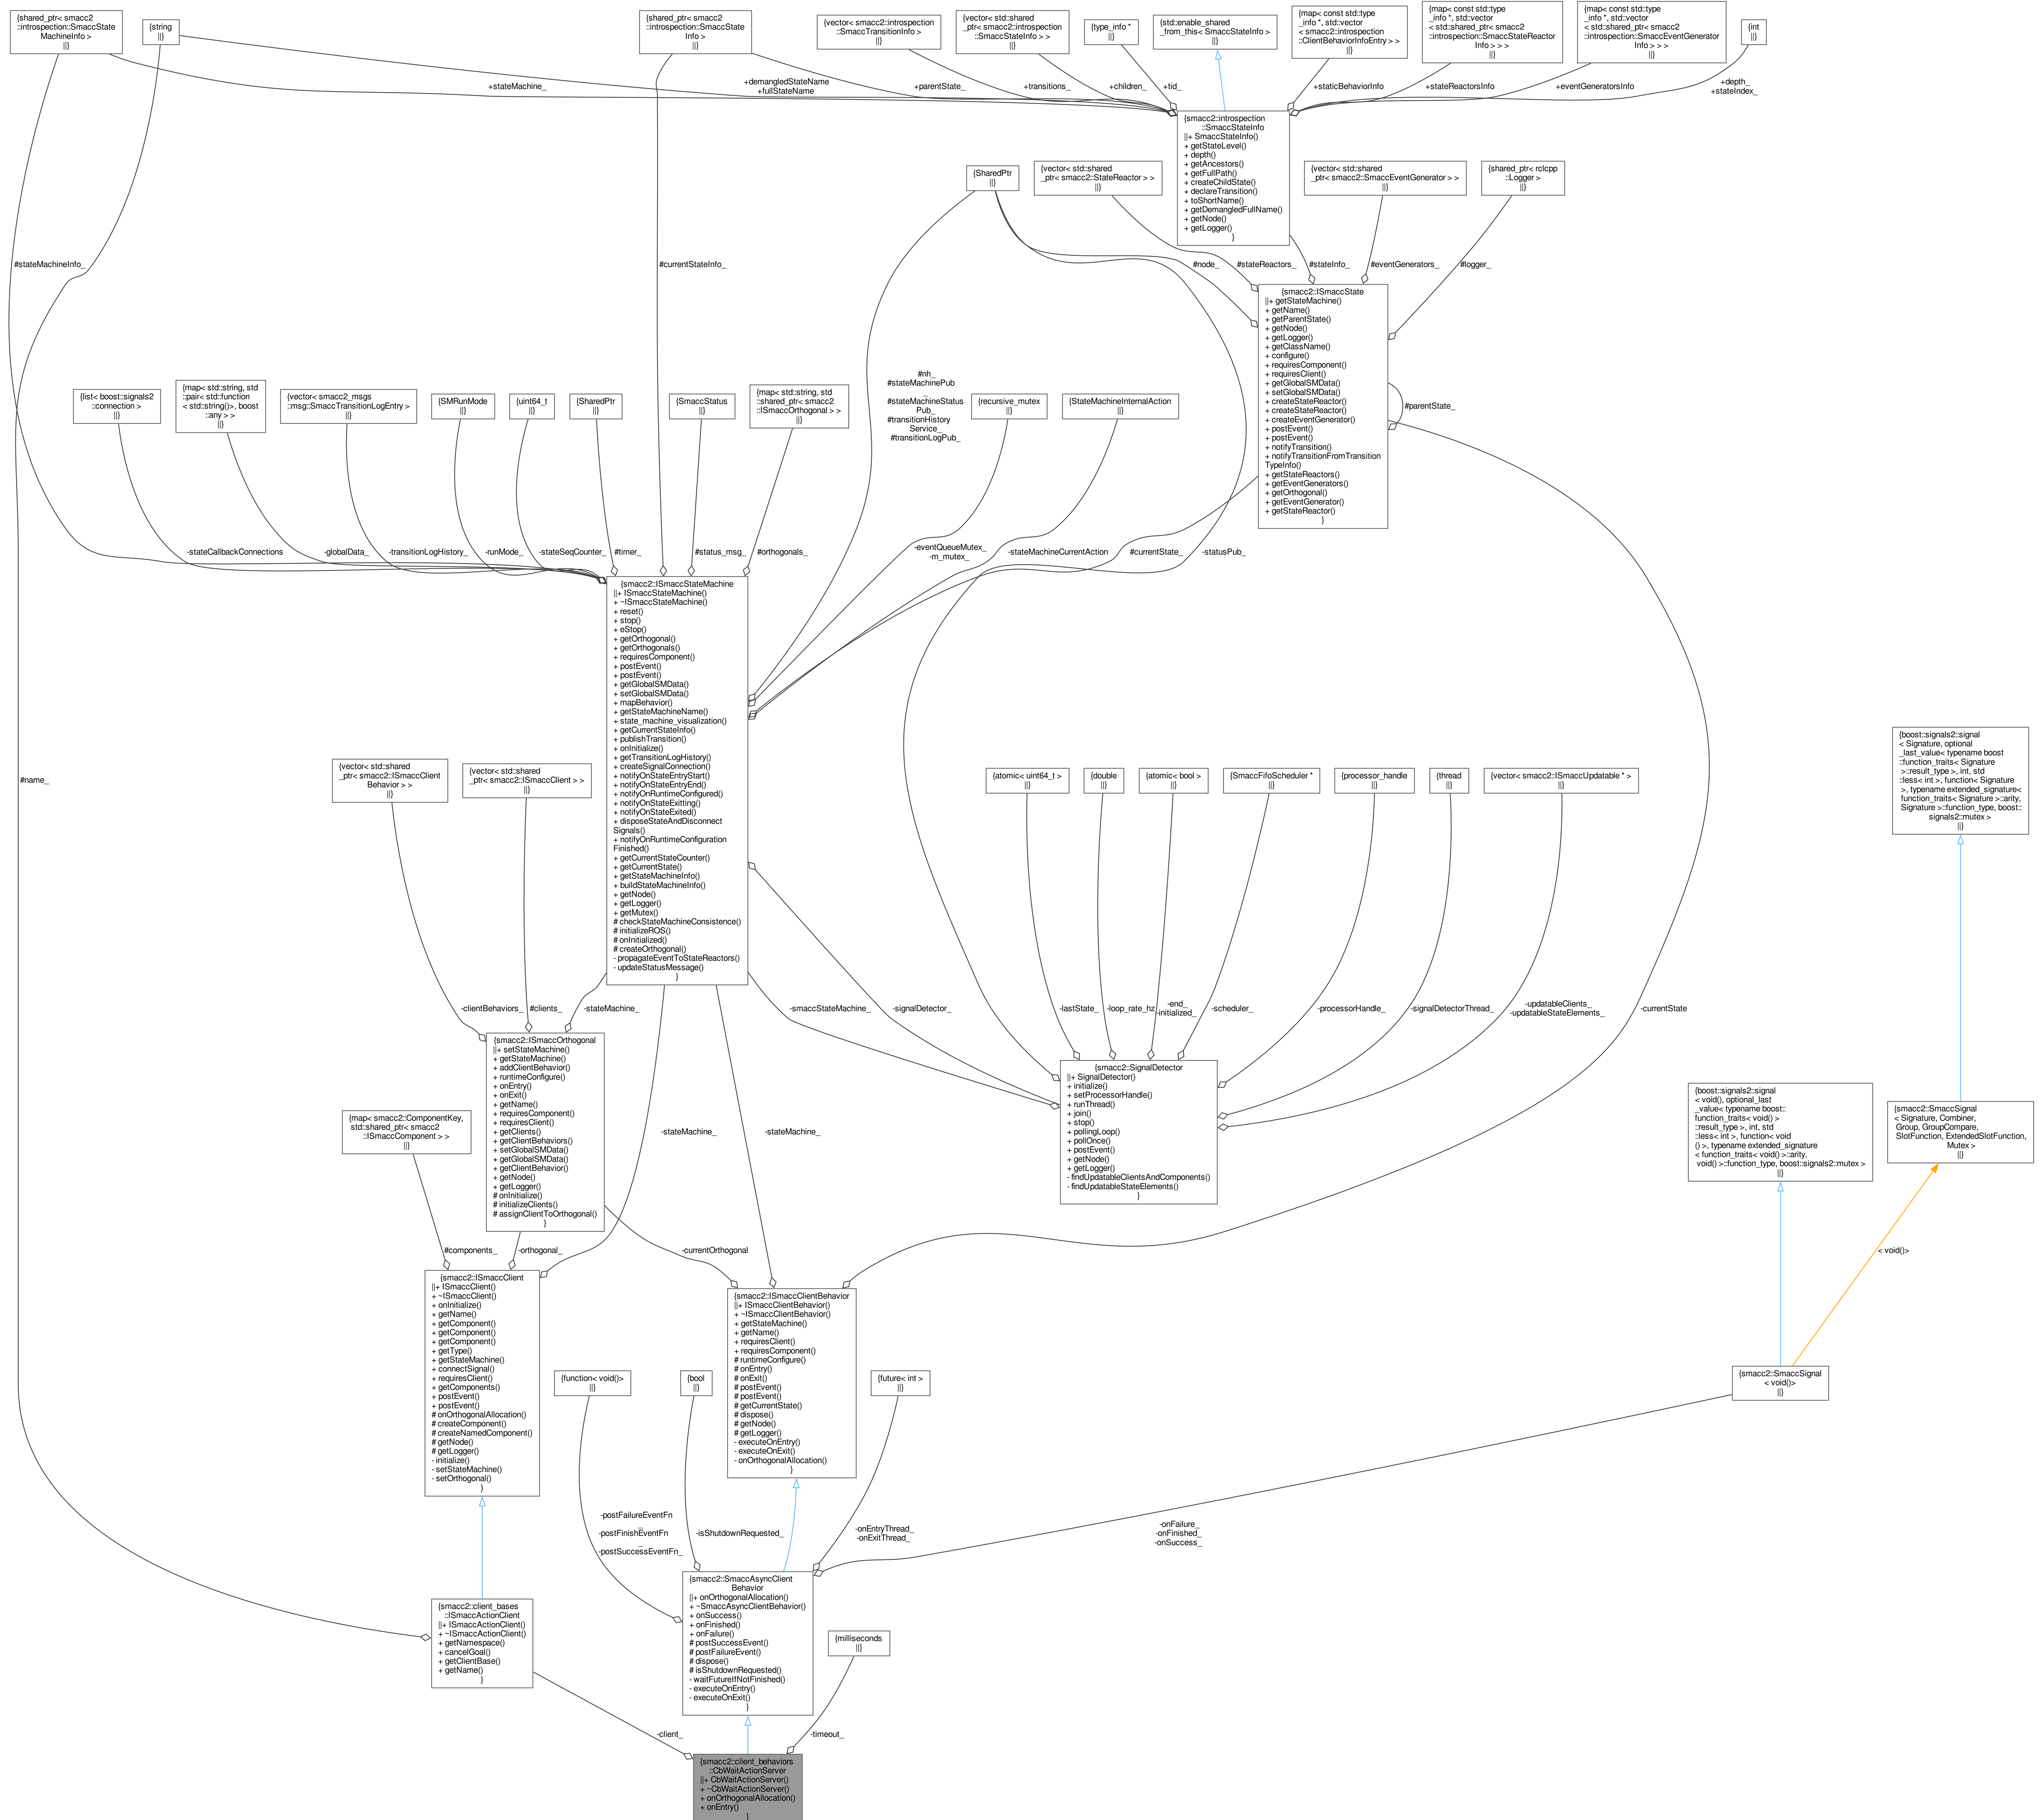 {shared_ptr< smacc2
::introspection::SmaccState
MachineInfo >
||}
{string
||}
{shared_ptr< smacc2
::introspection::SmaccState
Info >
||}
{vector< smacc2::introspection
::SmaccTransitionInfo >
||}
{vector< std::shared
_ptr< smacc2::introspection
::SmaccStateInfo > >
||}
{type_info *
||}
{std::enable_shared
_from_this< SmaccStateInfo >
||}
{map< const std::type
_info *, std::vector
< smacc2::introspection
::ClientBehaviorInfoEntry > >
||}
{map< const std::type
_info *, std::vector
< std::shared_ptr< smacc2
::introspection::SmaccStateReactor
Info > > >
||}
{map< const std::type
_info *, std::vector
< std::shared_ptr< smacc2
::introspection::SmaccEventGenerator
Info > > >
||}
{int
||}
+stateMachine_
+demangledStateName
+fullStateName
+parentState_
+transitions_
+children_
+tid_
+staticBehaviorInfo
+stateReactorsInfo
+eventGeneratorsInfo
+depth_
+stateIndex_
{smacc2::introspection
::SmaccStateInfo
||+ SmaccStateInfo()
+ getStateLevel()
+ depth()
+ getAncestors()
+ getFullPath()
+ createChildState()
+ declareTransition()
+ toShortName()
+ getDemangledFullName()
+ getNode()
+ getLogger()
}
{SharedPtr
||}
{vector< std::shared
_ptr< smacc2::StateReactor > >
||}
{vector< std::shared
_ptr< smacc2::SmaccEventGenerator > >
||}
{shared_ptr< rclcpp
::Logger >
||}
#stateMachineInfo_
#currentStateInfo_
#node_
#stateReactors_
#stateInfo_
#eventGenerators_
#logger_
{smacc2::ISmaccState
||+ getStateMachine()
+ getName()
+ getParentState()
+ getNode()
+ getLogger()
+ getClassName()
+ configure()
+ requiresComponent()
+ requiresClient()
+ getGlobalSMData()
+ setGlobalSMData()
+ createStateReactor()
+ createStateReactor()
+ createEventGenerator()
+ postEvent()
+ postEvent()
+ notifyTransition()
+ notifyTransitionFromTransition
TypeInfo()
+ getStateReactors()
+ getEventGenerators()
+ getOrthogonal()
+ getEventGenerator()
+ getStateReactor()
}
#parentState_
{list< boost::signals2
::connection >
||}
{map< std::string, std
::pair< std::function
< std::string()>, boost
::any > >
||}
{vector< smacc2_msgs
::msg::SmaccTransitionLogEntry >
||}
{SMRunMode
||}
{uint64_t
||}
{SharedPtr
||}
{SmaccStatus
||}
{map< std::string, std
::shared_ptr< smacc2
::ISmaccOrthogonal > >
||}
#nh_
#stateMachinePub
_
#stateMachineStatus
Pub_
#transitionHistory
Service_
#transitionLogPub_
{recursive_mutex
||}
{StateMachineInternalAction
||}
-stateCallbackConnections
-globalData_
-transitionLogHistory_
-runMode_
-stateSeqCounter_
#timer_
#status_msg_
#orthogonals_
-eventQueueMutex_
-m_mutex_
-stateMachineCurrentAction
#currentState_
-statusPub_
{smacc2::ISmaccStateMachine
||+ ISmaccStateMachine()
+ ~ISmaccStateMachine()
+ reset()
+ stop()
+ eStop()
+ getOrthogonal()
+ getOrthogonals()
+ requiresComponent()
+ postEvent()
+ postEvent()
+ getGlobalSMData()
+ setGlobalSMData()
+ mapBehavior()
+ getStateMachineName()
+ state_machine_visualization()
+ getCurrentStateInfo()
+ publishTransition()
+ onInitialize()
+ getTransitionLogHistory()
+ createSignalConnection()
+ notifyOnStateEntryStart()
+ notifyOnStateEntryEnd()
+ notifyOnRuntimeConfigured()
+ notifyOnStateExitting()
+ notifyOnStateExited()
+ disposeStateAndDisconnect
Signals()
+ notifyOnRuntimeConfiguration
Finished()
+ getCurrentStateCounter()
+ getCurrentState()
+ getStateMachineInfo()
+ buildStateMachineInfo()
+ getNode()
+ getLogger()
+ getMutex()
# checkStateMachineConsistence()
# initializeROS()
# onInitialized()
# createOrthogonal()
- propagateEventToStateReactors()
- updateStatusMessage()
}
#name_
{vector< std::shared
_ptr< smacc2::ISmaccClient
Behavior > >
||}
{vector< std::shared
_ptr< smacc2::ISmaccClient > >
||}
{atomic< uint64_t >
||}
{double
||}
{atomic< bool >
||}
{SmaccFifoScheduler *
||}
{processor_handle
||}
{thread
||}
{vector< smacc2::ISmaccUpdatable * >
||}
{boost::signals2::signal
< Signature, optional
_last_value< typename boost
::function_traits< Signature
>::result_type >, int, std
::less< int >, function< Signature
>, typename extended_signature<
function_traits< Signature >::arity,
Signature >::function_type, boost::
signals2::mutex >
||}
-clientBehaviors_
#clients_
-stateMachine_
-smaccStateMachine_
-signalDetector_
-lastState_
-loop_rate_hz
-end_
-initialized_
-scheduler_
-processorHandle_
-signalDetectorThread_
-updatableClients_
-updatableStateElements_
-currentState
{smacc2::ISmaccOrthogonal
||+ setStateMachine()
+ getStateMachine()
+ addClientBehavior()
+ runtimeConfigure()
+ onEntry()
+ onExit()
+ getName()
+ requiresComponent()
+ requiresClient()
+ getClients()
+ getClientBehaviors()
+ setGlobalSMData()
+ getGlobalSMData()
+ getClientBehavior()
+ getNode()
+ getLogger()
# onInitialize()
# initializeClients()
# assignClientToOrthogonal()
}
{smacc2::SignalDetector
||+ SignalDetector()
+ initialize()
+ setProcessorHandle()
+ runThread()
+ join()
+ stop()
+ pollingLoop()
+ pollOnce()
+ postEvent()
+ getNode()
+ getLogger()
- findUpdatableClientsAndComponents()
- findUpdatableStateElements()
}
{boost::signals2::signal
< void(), optional_last
_value< typename boost::
function_traits< void() >
::result_type >, int, std
::less< int >, function< void
() >, typename extended_signature
< function_traits< void() >::arity,
void() >::function_type, boost::signals2::mutex >
||}
{smacc2::SmaccSignal
< Signature, Combiner,
Group, GroupCompare,
SlotFunction, ExtendedSlotFunction,
Mutex >
||}
{map< smacc2::ComponentKey,
std::shared_ptr< smacc2
::ISmaccComponent > >
||}
-stateMachine_
-stateMachine_
#components_
-orthogonal_
-currentOrthogonal
< void()>
{smacc2::ISmaccClient
||+ ISmaccClient()
+ ~ISmaccClient()
+ onInitialize()
+ getName()
+ getComponent()
+ getComponent()
+ getComponent()
+ getType()
+ getStateMachine()
+ connectSignal()
+ requiresClient()
+ getComponents()
+ postEvent()
+ postEvent()
# onOrthogonalAllocation()
# createComponent()
# createNamedComponent()
# getNode()
# getLogger()
- initialize()
- setStateMachine()
- setOrthogonal()
}
{smacc2::ISmaccClientBehavior
||+ ISmaccClientBehavior()
+ ~ISmaccClientBehavior()
+ getStateMachine()
+ getName()
+ requiresClient()
+ requiresComponent()
# runtimeConfigure()
# onEntry()
# onExit()
# postEvent()
# postEvent()
# getCurrentState()
# dispose()
# getNode()
# getLogger()
- executeOnEntry()
- executeOnExit()
- onOrthogonalAllocation()
}
{function< void()>
||}
{bool
||}
{future< int >
||}
{smacc2::SmaccSignal
< void()>
||}
-postFailureEventFn
_
-postFinishEventFn
_
-postSuccessEventFn_
-isShutdownRequested_
-onEntryThread_
-onExitThread_
-onFailure_
-onFinished_
-onSuccess_
{smacc2::SmaccAsyncClient
Behavior
||+ onOrthogonalAllocation()
+ ~SmaccAsyncClientBehavior()
+ onSuccess()
+ onFinished()
+ onFailure()
# postSuccessEvent()
# postFailureEvent()
# dispose()
# isShutdownRequested()
- waitFutureIfNotFinished()
- executeOnEntry()
- executeOnExit()
}
{smacc2::client_bases
::ISmaccActionClient
||+ ISmaccActionClient()
+ ~ISmaccActionClient()
+ getNamespace()
+ cancelGoal()
+ getClientBase()
+ getName()
}
{milliseconds
||}
-client_
-timeout_
{smacc2::client_behaviors
::CbWaitActionServer
||+ CbWaitActionServer()
+ ~CbWaitActionServer()
+ onOrthogonalAllocation()
+ onEntry()
}